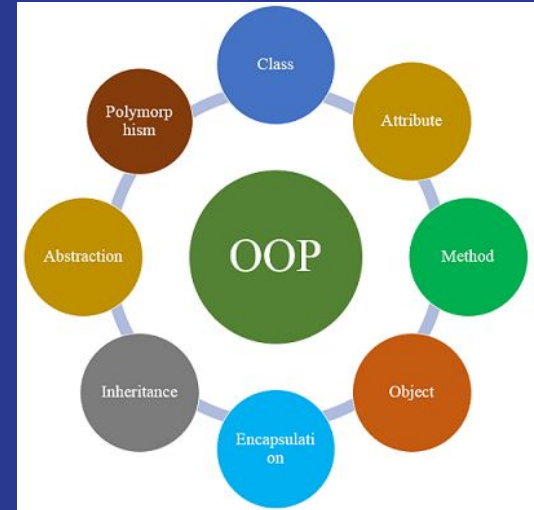 Class
Attribute
Method
Object
Encapsulati
on
Inheritance
Abstraction
Polymorp
hism
OOP